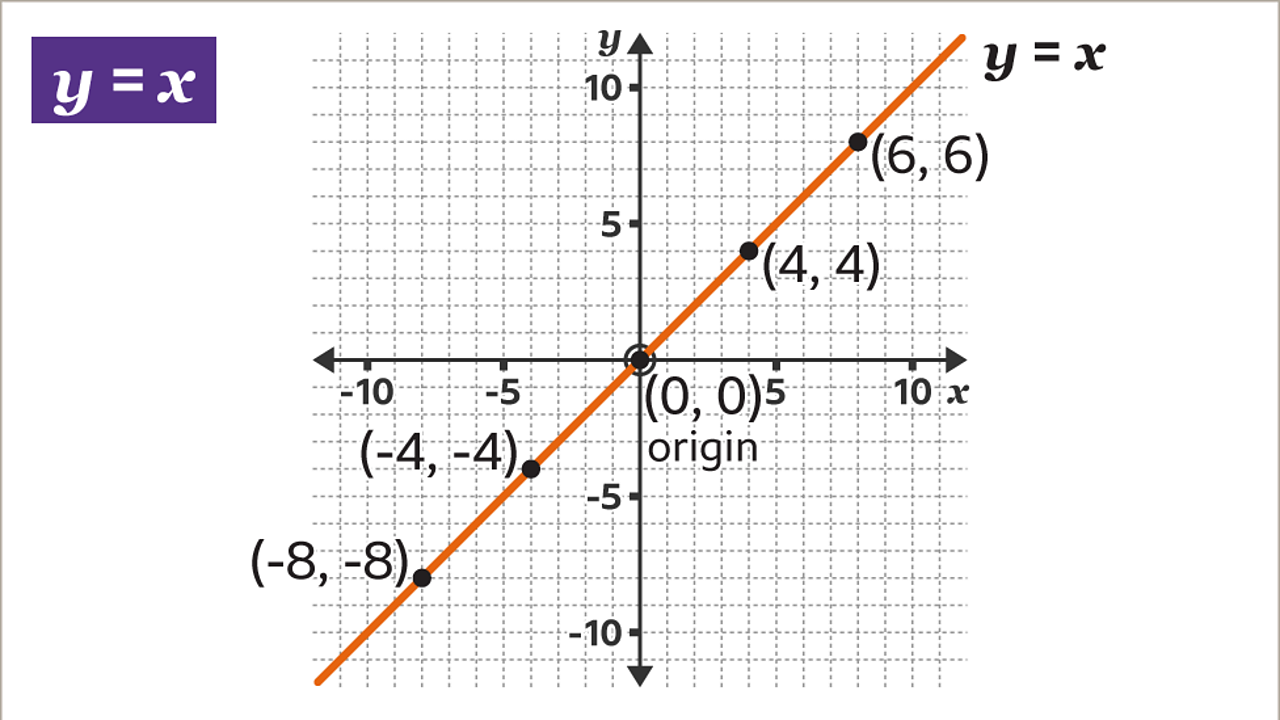 y = x
y
y = x
10
(6, 6)
5
(4, 4)
-10
-5
(0, 0)
5
10
x
origin
(-4, -4)
-5
(-8, -8)
-10